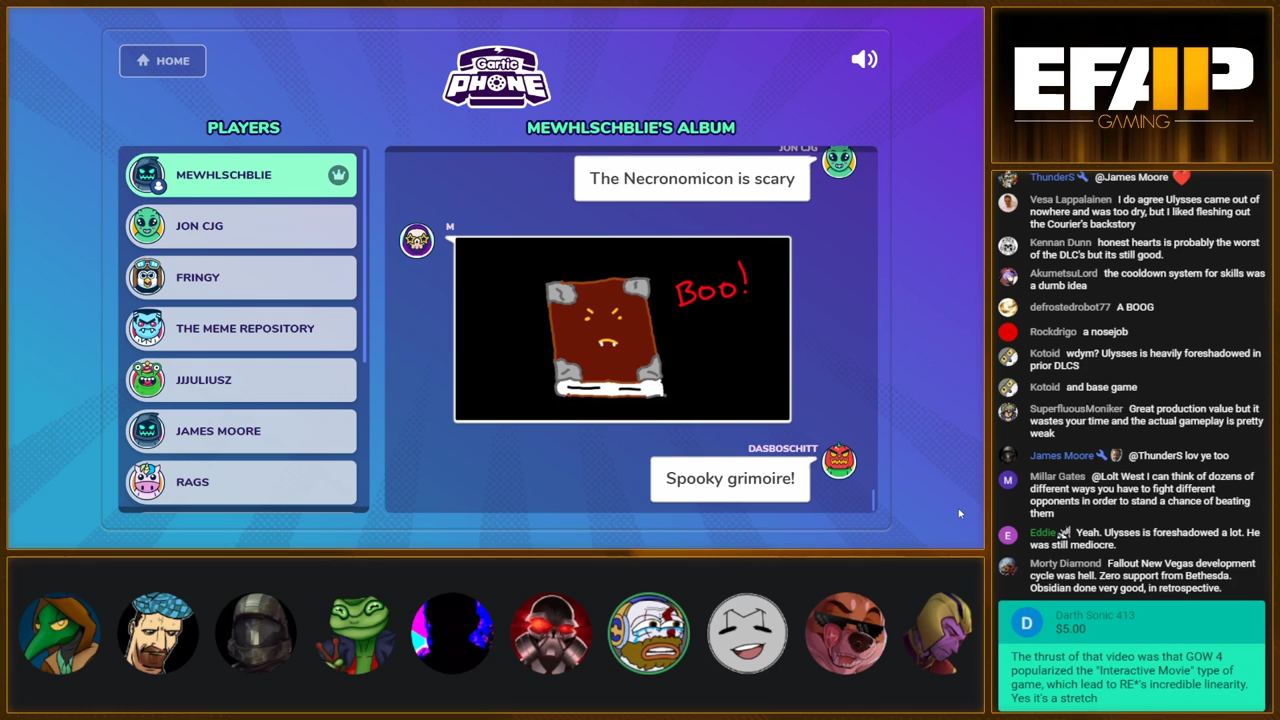 HOME
Gartic
PHONE
PLAYERS
MEWHLSCHBLIE
JON CJG
FRINGY
THE MEME REPOSITORY
JJJULIUSZ
JAMES MOORE
RAGS
MEWHLSCHBLIE'S ALBUM
JON CJG
The Necronomicon is scary
M
Boo!
DASBOSCHITT
Spooky grimoire!
EFAP
GAMING
ThunderS @James Moore
Vesa Lappalainen I do agree Ulysses came out of
nowhere and was too dry, but I liked fleshing out
the Courier's backstory
Kennan Dunn honest hearts is probably the worst
of the DLC's but its still good.
AkumetsuLord the cooldown system for skills was
a dumb idea
defrostedrobot77 A BOOG
Rockdrigo a nosejob
Kotoid wdym? Ulysses is heavily foreshadowed in
prior DLCS
Kotoid and base game
SuperfluousMoniker Great production value but it
wastes your time and the actual gameplay is pretty
weak
James Moore @ThunderS lov ye too
M
Millar Gates @Lolt West I can think of dozens of
different ways you have to fight different
opponents in order to stand a chance of beating
them
E
Eddie Yeah. Ulysses is foreshadowed a lot. He
was still mediocre.
Morty Diamond Fallout New Vegas development
cycle was hell. Zero support from Bethesda.
Obsidian done very good, in retrospective.
D
Darth Sonic 413
$5.00
The thrust of that video was that GOW 4
popularized the "Interactive Movie" type of
game, which lead to RE*'s incredible linearity.
Yes it's a stretch